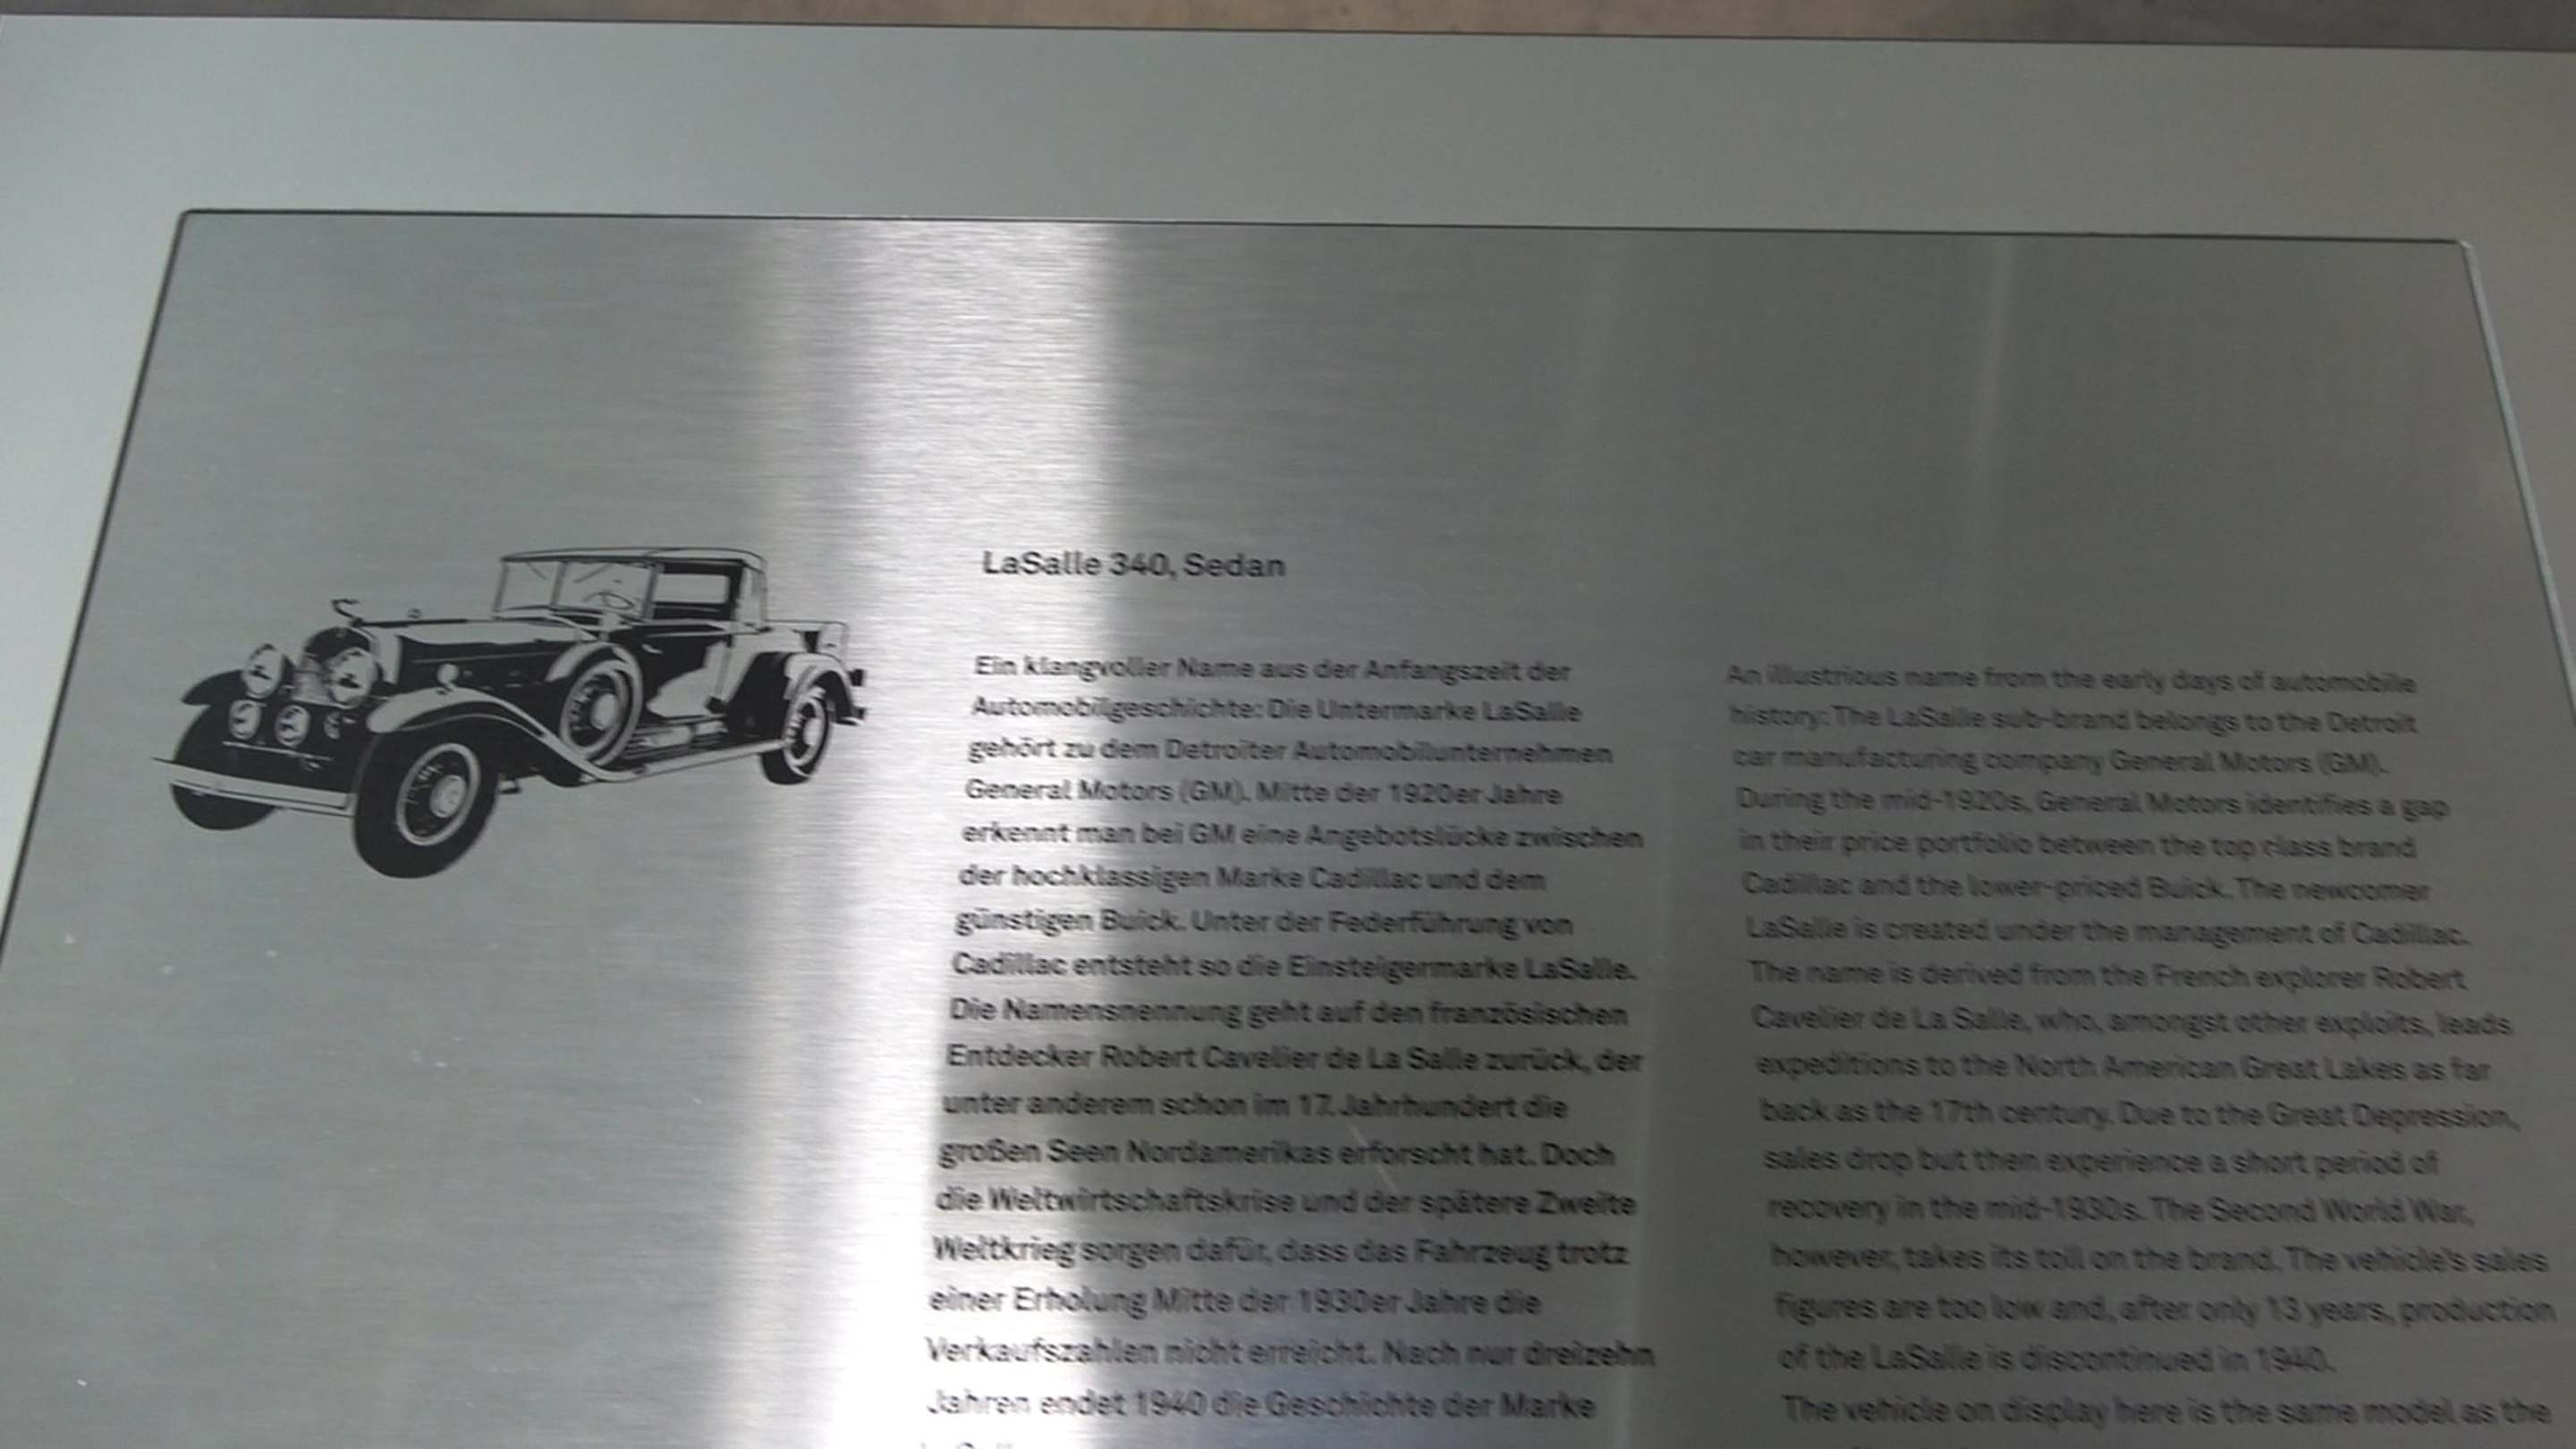 LaSalle 340, Sedan
Ein klangvoller Name aus der Anfangszeit der
Automobilgeschichte: Die Untermarke LaSalle
gehört zu dem Detroiter Automobilunternehmen
General Motors (GM). Mitte der 1920er Jahre
erkennt man bei GM eine Angebotslücke zwischen
der hochklassigen Marke Cadillac und dem
günstigen Buick. Unter der Federführung von
Cadillac entsteht so die Einsteigermarke LaSalle.
Die Namensnennung geht auf den französischen
Entdecker Robert Cavelier de La Salle zurück, der
unter anderem schon im 17. Jahrhundert die
großen Seen Nordamerikas erforscht hat. Doch
die Weltwirtschaftskrise und der spätere Zweite
Weltkrieg sorgen dafür, dass das Fahrzeug trotz
einer Erholung Mitte der 1930er Jahre die
Verkaufszahlen nicht erreicht. Nach nur dreizehn
Jahren endet 1940 die Geschichte der Marke
An illustrious name from the early days of automobile
history: The LaSalle sub-brand belongs to the Detroit
car manufacturing company General Motors (GM).
During the mid-1920s, General Motors identifies a gap
in their price portfolio between the top class brand
Cadillac and the lower-priced Buick. The newcomer
LaSalle is created under the management of Cadillac.
The name is derived from the French explorer Robert
Cavelier de La Salle, who, amongst other exploits, leads
expeditions to the North American Great Lakes as far
back as the 17th century. Due to the Great Depression,
sales drop but then experience a short period of
recovery in the mid-1930s. The Second World War,
however, takes its toll on the brand. The vehicle's sales
figures are too low and, after only 13 years, production
of the LaSalle is discontinued in 1940.
The vehicle on display here is the same model as the